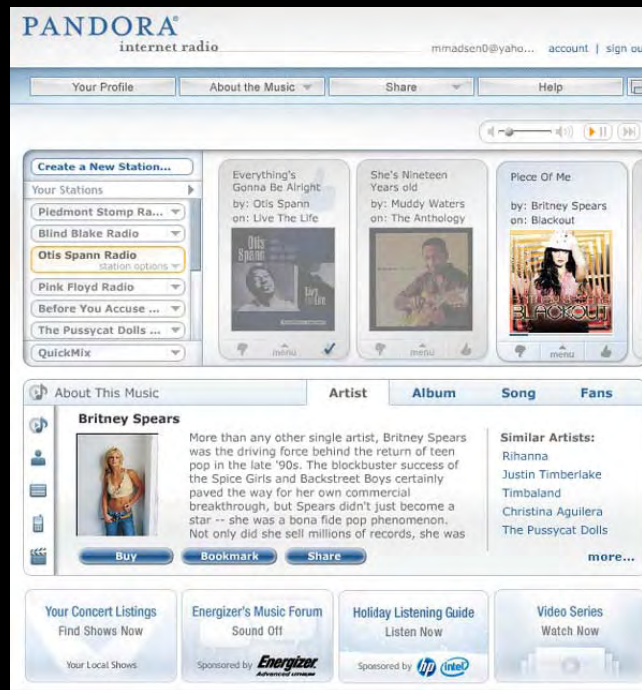 PANDORA®
internet radio
mmadsen0@yaho... account | sign ou
Your Profile
About the Music
Share
Help
Create a New Station...
Your Stations
Piedmont Stomp Ra...
Blind Blake Radio
Otis Spann Radio
station options
Pink Floyd Radio
Before You Accuse ...
The Pussycat Dolls ...
QuickMix
Everything's
Gonna Be Alright
by: Otis Spann
on: Live The Life
Otis
Spann
Live
the Life
menu
She's Nineteen
Years old
by: Muddy Waters
on: The Anthology
menu
Piece Of Me
by: Britney Spears
on: Blackout
BLACKOUT
menu
About This Music
Artist
Album
Song
Fans
Britney Spears
More than any other single artist, Britney Spears
was the driving force behind the return of teen
pop in the late '90s. The blockbuster success of
the Spice Girls and Backstreet Boys certainly
paved the way for her own commercial
breakthrough, but Spears didn't just become a
star -- she was a bona fide pop phenomenon.
Not only did she sell millions of records, she was
Buy
Bookmark
Share
Similar Artists:
Rihanna
Justin Timberlake
Timbaland
Christina Aguilera
The Pussycat Dolls
more...
Your Concert Listings
Find Shows Now
Your Local Shows
Energizer's Music Forum
Sound Off
Sponsored by Energizer.
Advanced LITHIUM
Holiday Listening Guide
Listen Now
Sponsored by hp intel
Video Series
Watch Now